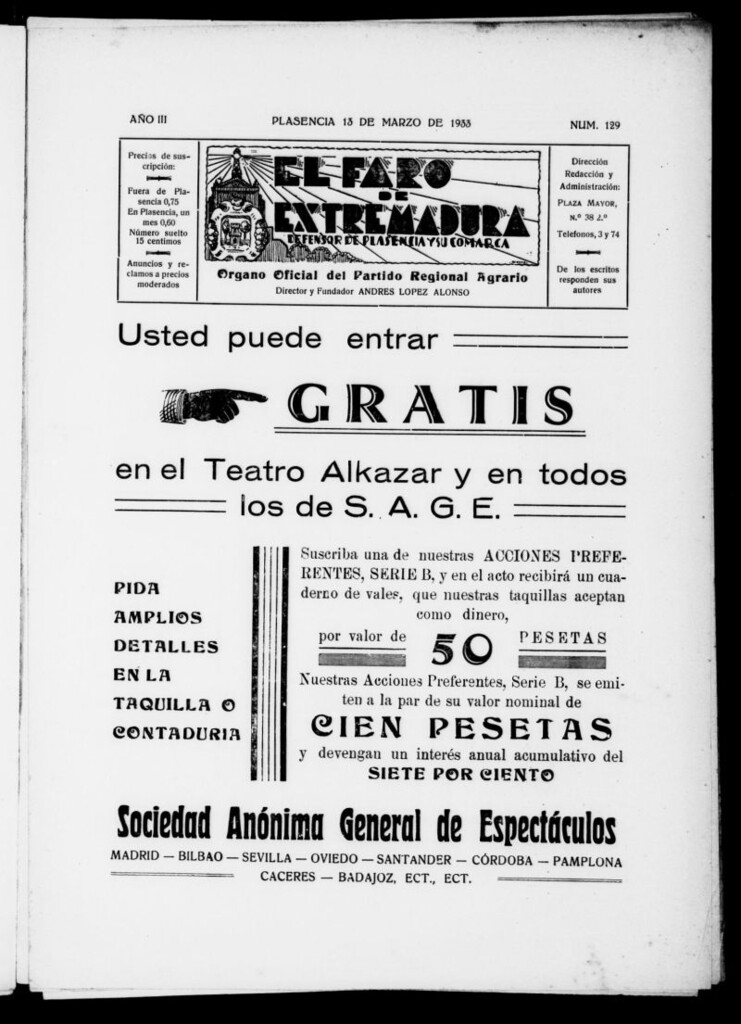 AÑO III
PLASENCIA 13 DE MARZO DE 1933
NUM. 129
Precios de sus-
cripción:
Fuera de Pla-
sencia 0,75
En Plasencia, un
mes 0,60
Número suelto
15 centimos
Anuncios y re-
clamos a precios
moderados
EL FARO
DE
EXTREMADURA
DEFENSOR DE PLASENCIA Y SU COMARCA
Organo Oficial del Partido Regional Agrario
Director y Fundador ANDRES LOPEZ ALONSO
Dirección
Redacción y
Administración:
PLAZA MAYOR,
N.º 38 2.º
Telefonos, 3 y 74
De los escritos
responden sus
autores
Usted puede entrar
GRATIS
en el Teatro Alkazar y en todos
los de S. A. G. E.
PIDA
AMPLIOS
DETALLES
EN LA
TAQUILLA O
CONTADURIA
Suscriba una de nuestras ACCIONES PREFE-
RENTES, SERIE B, y en el acto recibirá un cua-
derno de vales, que nuestras taquillas aceptan
como dinero,
por valor de 50 PESETAS
Nuestras Acciones Preferentes, Serie B, se emi-
ten a la par de su valor nominal de
CIEN PESETAS
y devengan un interés anual acumulativo del
SIETE POR CIENTO
Sociedad Anónima General de Espectáculos
MADRID — BILBAO — SEVILLA — OVIEDO — SANTANDER — CÓRDOBA — PAMPLONA
CACERES — BADAJOZ, ECT., ECT.